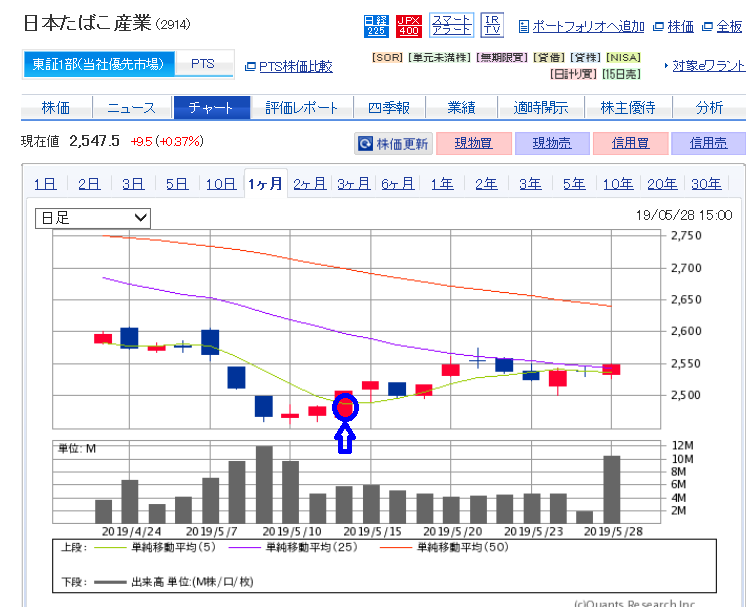 日本たばこ産業 (2914)
日経 225 JPX 400 スマート アラート IR TV ポートフォリオへ追加 株価 全板
[SOR] [単元未満株] [無期限宮] [貸借] [貸株] [NISA]
東証1部(当社優先市場) PTS PTS株価比較 [日計り宮] [15日売] 対象eワラント
株価 ニュース チャート 評価レポート 四季報 業績 適時開示 株主優待 分析
現在値 2,547.5 +9.5 (+0.37%) 株価更新 現物買 現物売 信用買 信用売
1日 2日 3日 5日 10日 1ヶ月 2ヶ月 3ヶ月 6ヶ月 1年 2年 3年 5年 10年 20年 30年
日足 19/05/28 15:00
2,750
2,700
2,650
2,600
2,550
2,500
単位: M 12M
10M
8M
6M
4M
2M
2019/4/24 2019/5/7 2019/5/10 2019/5/15 2019/5/20 2019/5/23 2019/5/28
上段: 単純移動平均(5) 単純移動平均(25) 単純移動平均(50)
下段: 出来高 単位:(M株/口/枚)
(c)Quants Research Inc.